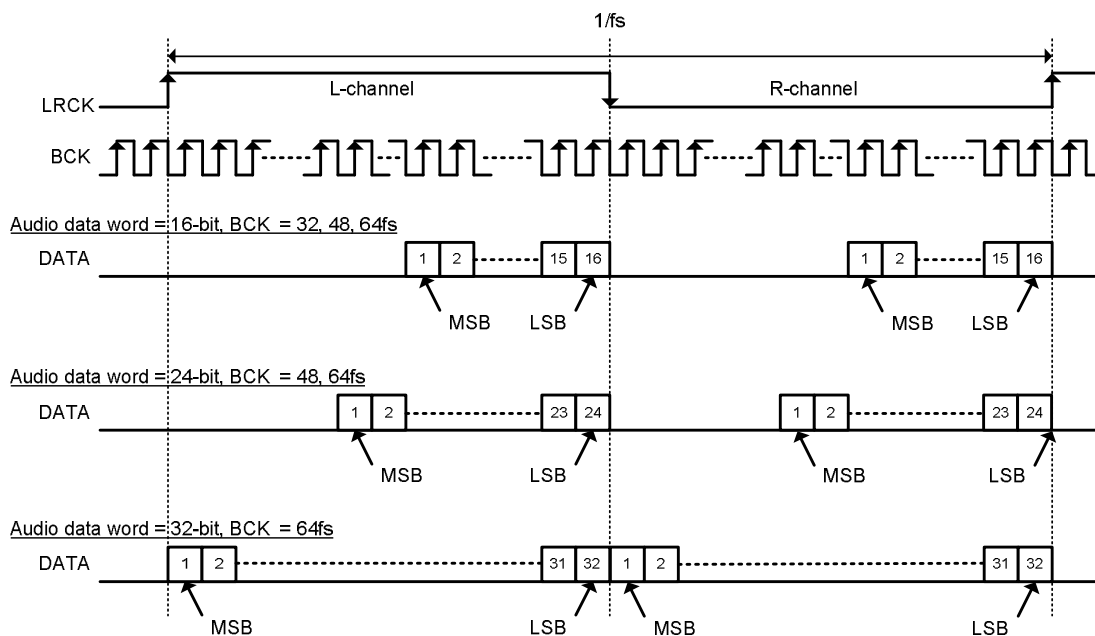 1/fs
LRCK L-channel R-channel
BCK
Audio data word = 16-bit, BCK = 32, 48, 64fs
DATA 1 2 15 16 1 2 15 16
MSB LSB MSB LSB
Audio data word = 24-bit, BCK = 48, 64fs
DATA 1 2 23 24 1 2 23 24
MSB LSB MSB LSB
Audio data word = 32-bit, BCK = 64fs
DATA 1 2 31 32 1 2 31 32
MSB LSB MSB LSB